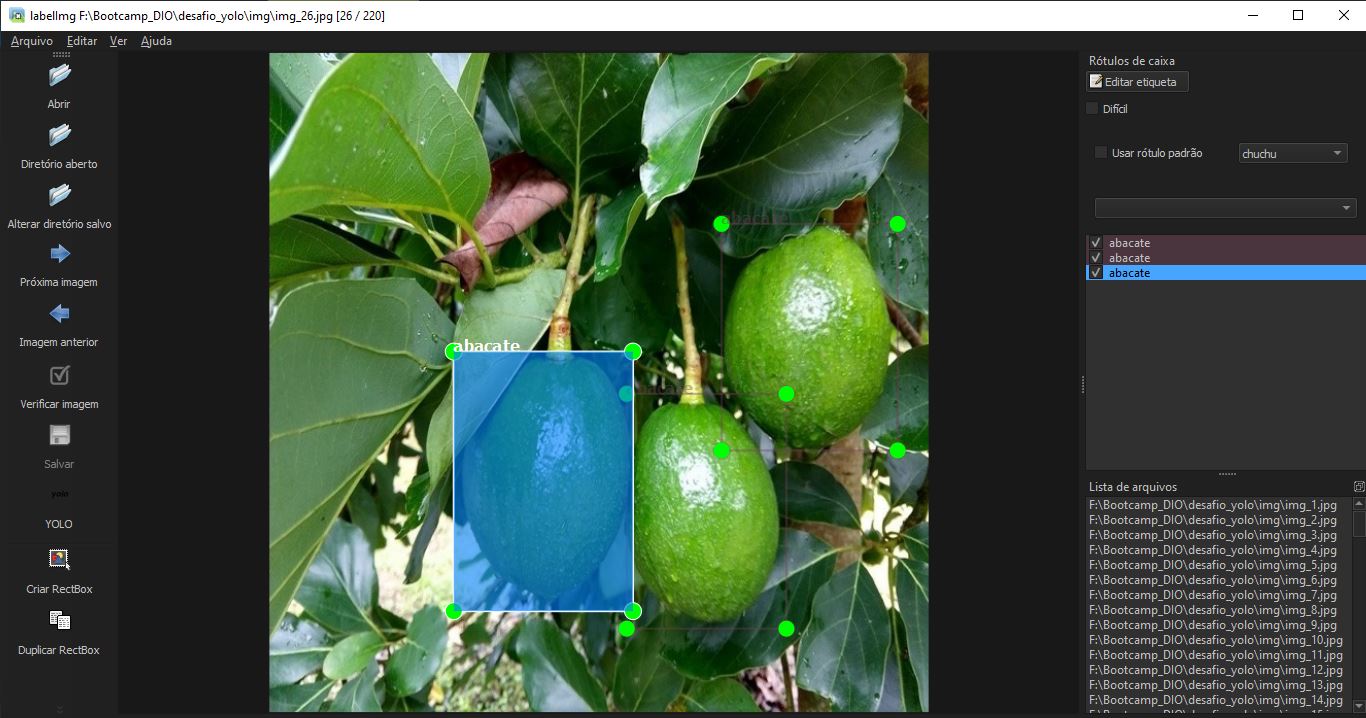 labelImg F:\Bootcamp_DIO\desafio_yolo\img\img_26.jpg [26 / 220]
Arquivo Editar Ver Ajuda
Abrir
Diretório aberto
Alterar diretório salvo
Próxima imagem
Imagem anterior
Verificar imagem
Salvar
yolo
YOLO
Criar RectBox
Duplicar RectBox
abacate
abacate
abacate
Rótulos de caixa
Editar etiqueta
Difícil
Usar rótulo padrão
chuchu
abacate
abacate
abacate
Lista de arquivos
F:\Bootcamp_DIO\desafio_yolo\img\img_1.jpg
F:\Bootcamp_DIO\desafio_yolo\img\img_2.jpg
F:\Bootcamp_DIO\desafio_yolo\img\img_3.jpg
F:\Bootcamp_DIO\desafio_yolo\img\img_4.jpg
F:\Bootcamp_DIO\desafio_yolo\img\img_5.jpg
F:\Bootcamp_DIO\desafio_yolo\img\img_6.jpg
F:\Bootcamp_DIO\desafio_yolo\img\img_7.jpg
F:\Bootcamp_DIO\desafio_yolo\img\img_8.jpg
F:\Bootcamp_DIO\desafio_yolo\img\img_9.jpg
F:\Bootcamp_DIO\desafio_yolo\img\img_10.jpg
F:\Bootcamp_DIO\desafio_yolo\img\img_11.jpg
F:\Bootcamp_DIO\desafio_yolo\img\img_12.jpg
F:\Bootcamp_DIO\desafio_yolo\img\img_13.jpg
F:\Bootcamp_DIO\desafio_yolo\img\img_14.jpg